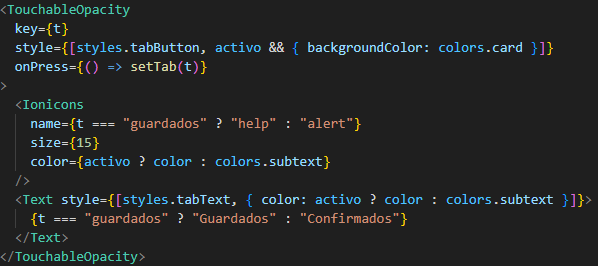 <TouchableOpacity
  key={t}
  style={[styles.tabButton, activo && { backgroundColor: colors.card }]}
  onPress={() => setTab(t)}
>
  <Ionicons
    name={t === "guardados" ? "help" : "alert"}
    size={15}
    color={activo ? color : colors.subtext}
  />
  <Text style={[styles.tabText, { color: activo ? color : colors.subtext }]}>
    {t === "guardados" ? "Guardados" : "Confirmados"}
  </Text>
</TouchableOpacity>